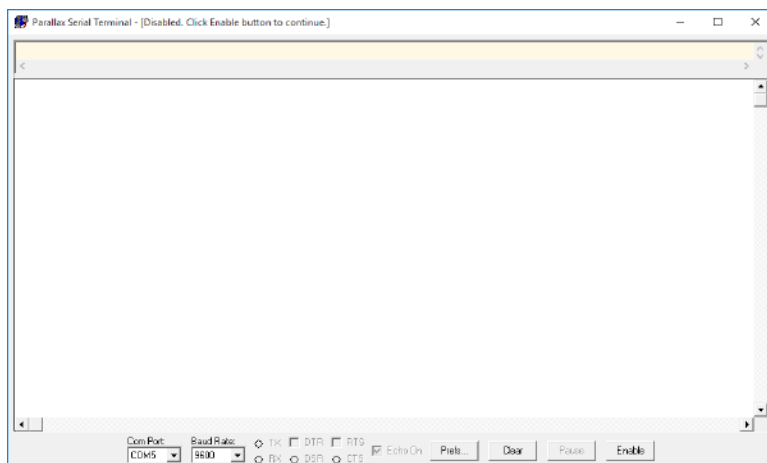 Parallax Serial Terminal - [Disabled. Click Enable button to continue.]
Com Port: Baud Rate: TX DTR RTS
COM5 9600 RX DSR CTS Echo On Prefs... Clear Pause Enable